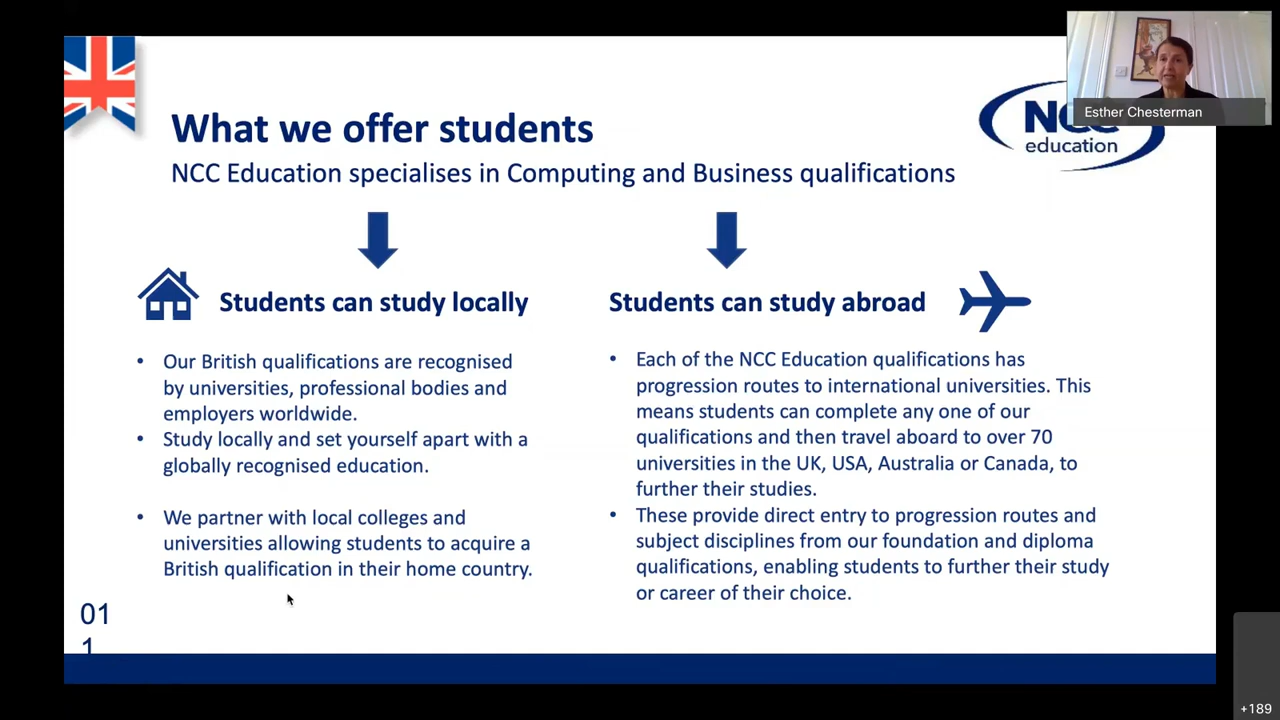 Esther Chesterman
What we offer students
NCC
education
NCC Education specialises in Computing and Business qualifications
Students can study locally
Our British qualifications are recognised
by universities, professional bodies and
employers worldwide.
Study locally and set yourself apart with a
globally recognised education.
We partner with local colleges and
universities allowing students to acquire a
British qualification in their home country.
Students can study abroad
Each of the NCC Education qualifications has
progression routes to international universities. This
means students can complete any one of our
qualifications and then travel aboard to over 70
universities in the UK, USA, Australia or Canada, to
further their studies.
These provide direct entry to progression routes and
subject disciplines from our foundation and diploma
qualifications, enabling students to further their study
or career of their choice.
01
1
+189